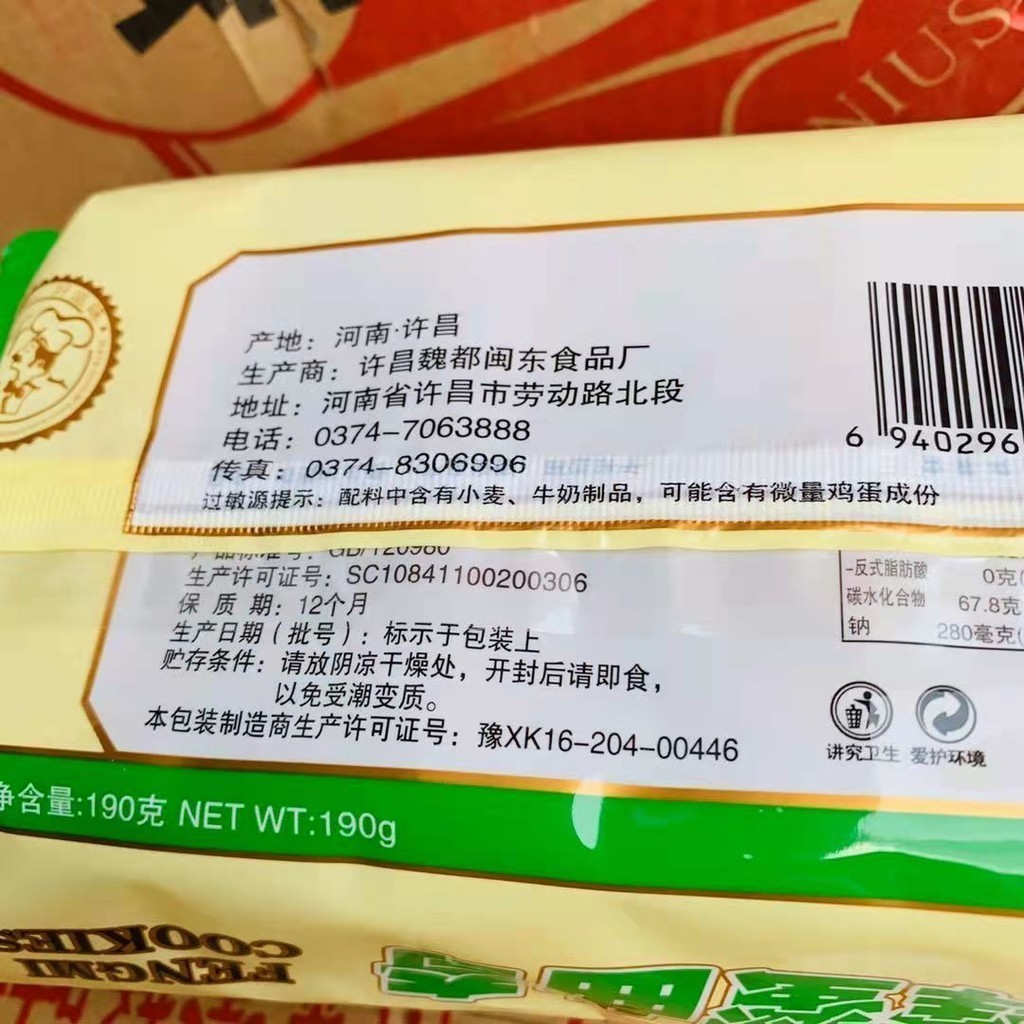 NIUS
产地：河南·许昌
生产商：许昌魏都闽东食品厂
地址：河南省许昌市劳动路北段
电话：0374-7063888
传真：0374-8306996
过敏源提示：配料中含有小麦、牛奶制品，可能含有微量鸡蛋成份
6 940296
产品标准号：GB/T20980
生产许可证号：SC10841100200306
保 质 期：12个月
生产日期（批号）：标示于包装上
贮存条件：请放阴凉干燥处，开封后请即食，
以免受潮变质。
本包装制造商生产许可证号：豫XK16-204-00446
-反式脂肪酸 0克(
碳水化合物 67.8克
钠 280毫克(
讲究卫生 爱护环境
净含量:190克 NET WT:190g
FENGMI
COOKIES